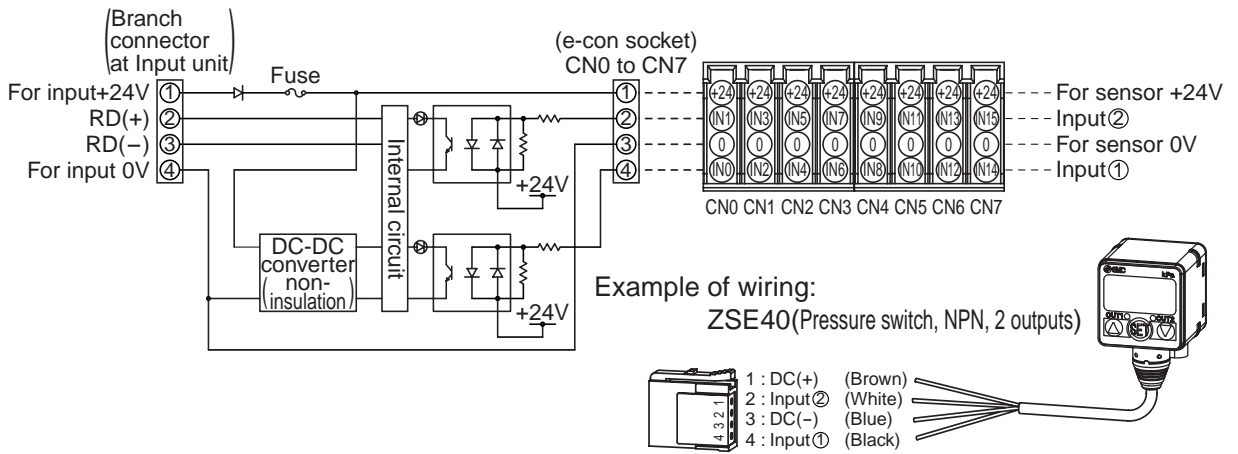 Branch
connector
at Input unit
Fuse
(e-con socket)
CN0 to CN7
For input+24V ①
RD(+) ②
RD(−) ③
For input 0V ④
Internal circuit
+24V
+24V
DC-DC
converter
non-
insulation
①
②
③
④
+24 +24 +24 +24 +24 +24 +24 +24
IN1 IN3 IN5 IN7 IN9 IN11 IN13 IN15
0 0 0 0 0 0 0 0
IN0 IN2 IN4 IN6 IN8 IN10 IN12 IN14
CN0 CN1 CN2 CN3 CN4 CN5 CN6 CN7
For sensor +24V
Input②
For sensor 0V
Input①
Example of wiring:
ZSE40(Pressure switch, NPN, 2 outputs)
SMC kPa
OUT1 OUT2
SET
4 3 2 1
1 : DC(+) (Brown)
2 : Input② (White)
3 : DC(−) (Blue)
4 : Input① (Black)